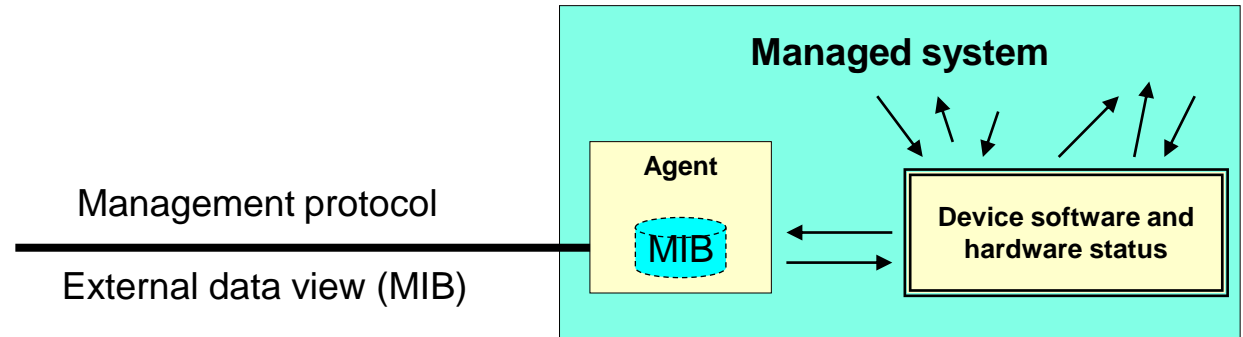 Managed system
Agent
MIB
Device software and
hardware status
Management protocol
External data view (MIB)